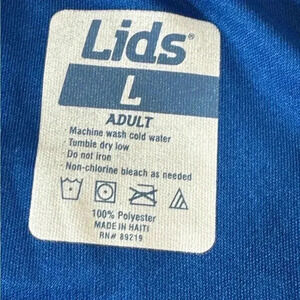 Lids®
L
ADULT
· Machine wash cold water
· Tumble dry low
· Do not iron
· Non-chlorine bleach as needed
100% Polyester
MADE IN HAITI
RN# 89219